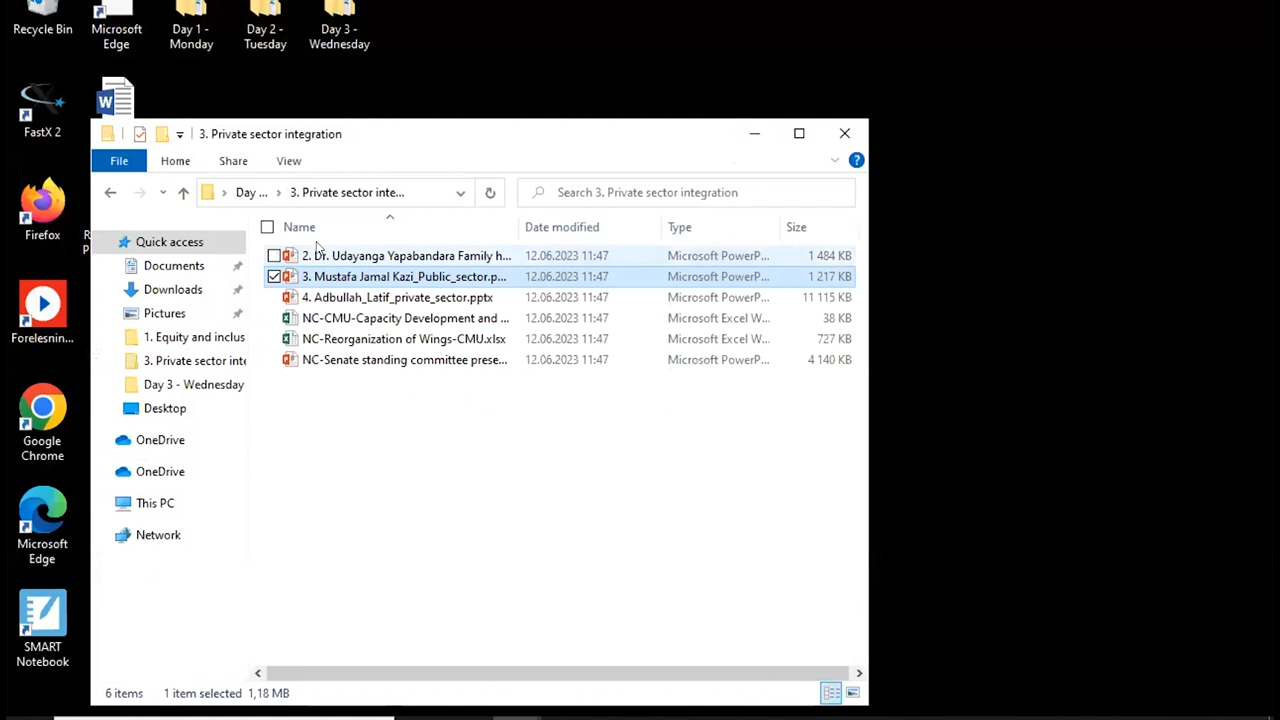 Recycle Bin
Microsoft Edge
Day 1 - Monday
Day 2 - Tuesday
Day 3 - Wednesday
W
FastX 2
Firefox
Forelesnin...
Google Chrome
Microsoft Edge
SMART Notebook
3. Private sector integration
File
Home
Share
View
Day ...
3. Private sector inte...
Search 3. Private sector integration
Name
Date modified
Type
Size
Quick access
Documents
Downloads
Pictures
1. Equity and inclus
3. Private sector inte
Day 3 - Wednesday
Desktop
OneDrive
OneDrive
This PC
Network
2. Dr. Udayanga Yapabandara Family h... 12.06.2023 11:47 Microsoft PowerP... 1 484 KB
3. Mustafa Jamal Kazi_Public_sector.p... 12.06.2023 11:47 Microsoft PowerP... 1 217 KB
4. Adbullah_Latif_private_sector.pptx 12.06.2023 11:47 Microsoft PowerP... 11 115 KB
NC-CMU-Capacity Development and ... 12.06.2023 11:47 Microsoft Excel W... 38 KB
NC-Reorganization of Wings-CMU.xlsx 12.06.2023 11:47 Microsoft Excel W... 727 KB
NC-Senate standing committee prese... 12.06.2023 11:47 Microsoft PowerP... 4 140 KB
6 items
1 item selected 1,18 MB